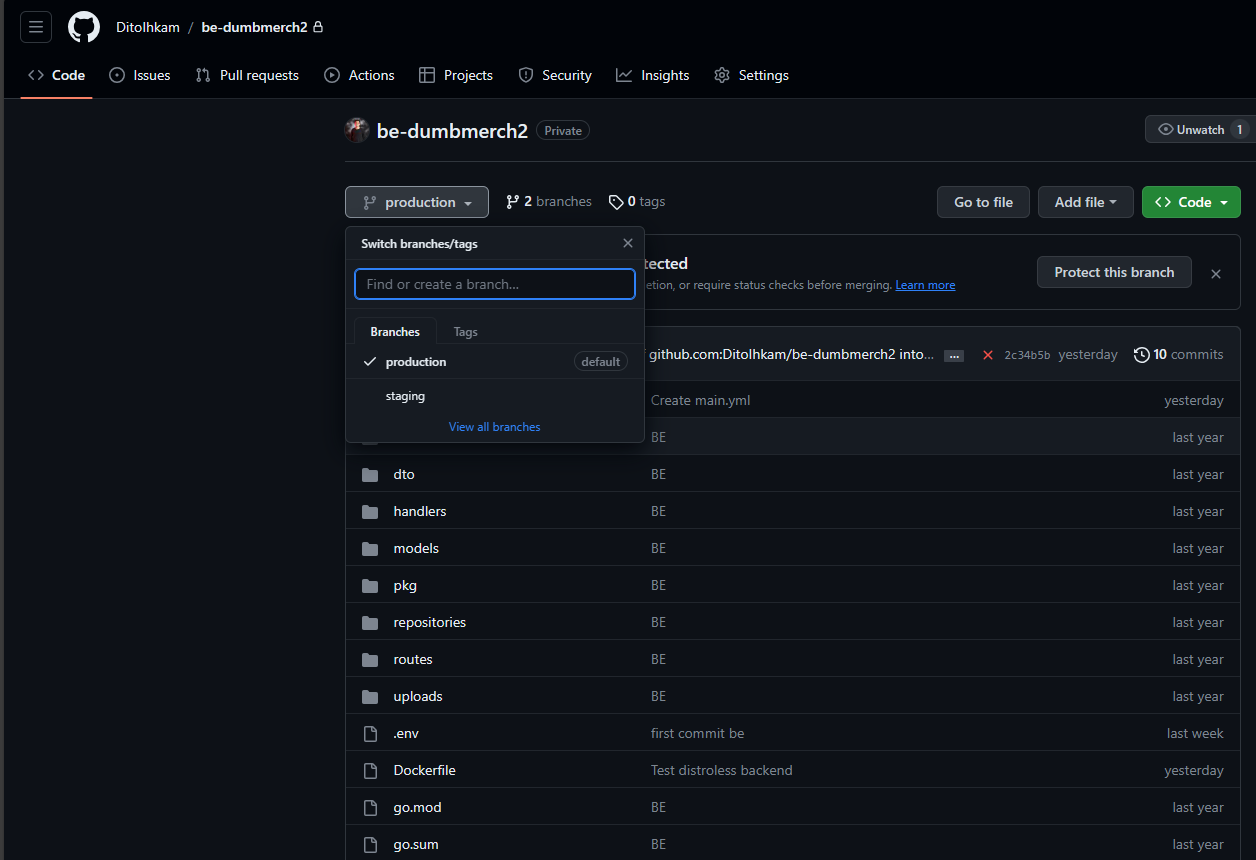 DitoIhkam / be-dumbmerch2
Code Issues Pull requests Actions Projects Security Insights Settings
be-dumbmerch2 Private Unwatch 1
production 2 branches 0 tags Go to file Add file Code
Switch branches/tags
Find or create a branch...
Branches Tags
production default
staging
View all branches
tected
etion, or require status checks before merging. Learn more
Protect this branch
github.com:DitoIhkam/be-dumbmerch2 into... ... 2c34b5b yesterday 10 commits
Create main.yml yesterday
BE last year
dto BE last year
handlers BE last year
models BE last year
pkg BE last year
repositories BE last year
routes BE last year
uploads BE last year
.env first commit be last week
Dockerfile Test distroless backend yesterday
go.mod BE last year
go.sum BE last year